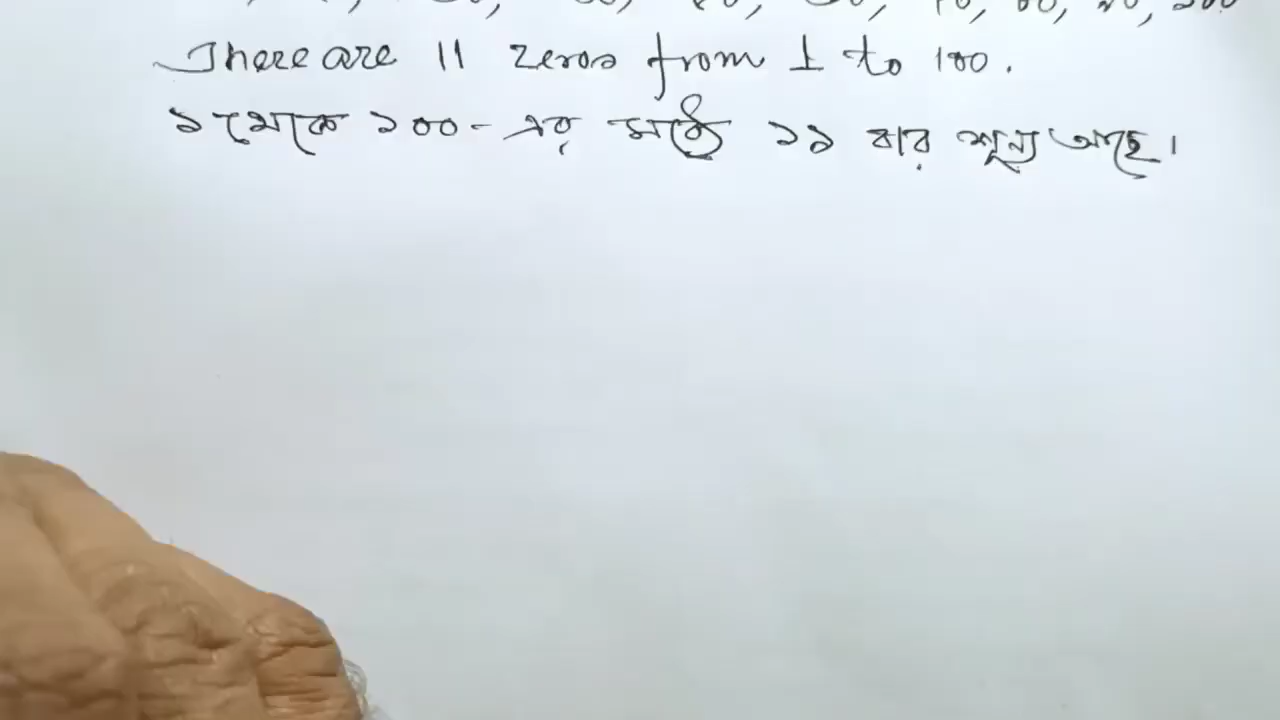 There are 11 zeros from 1 to 100.
১ থেকে ১০০-এর মধ্যে ১১ বার শূন্য আছে।